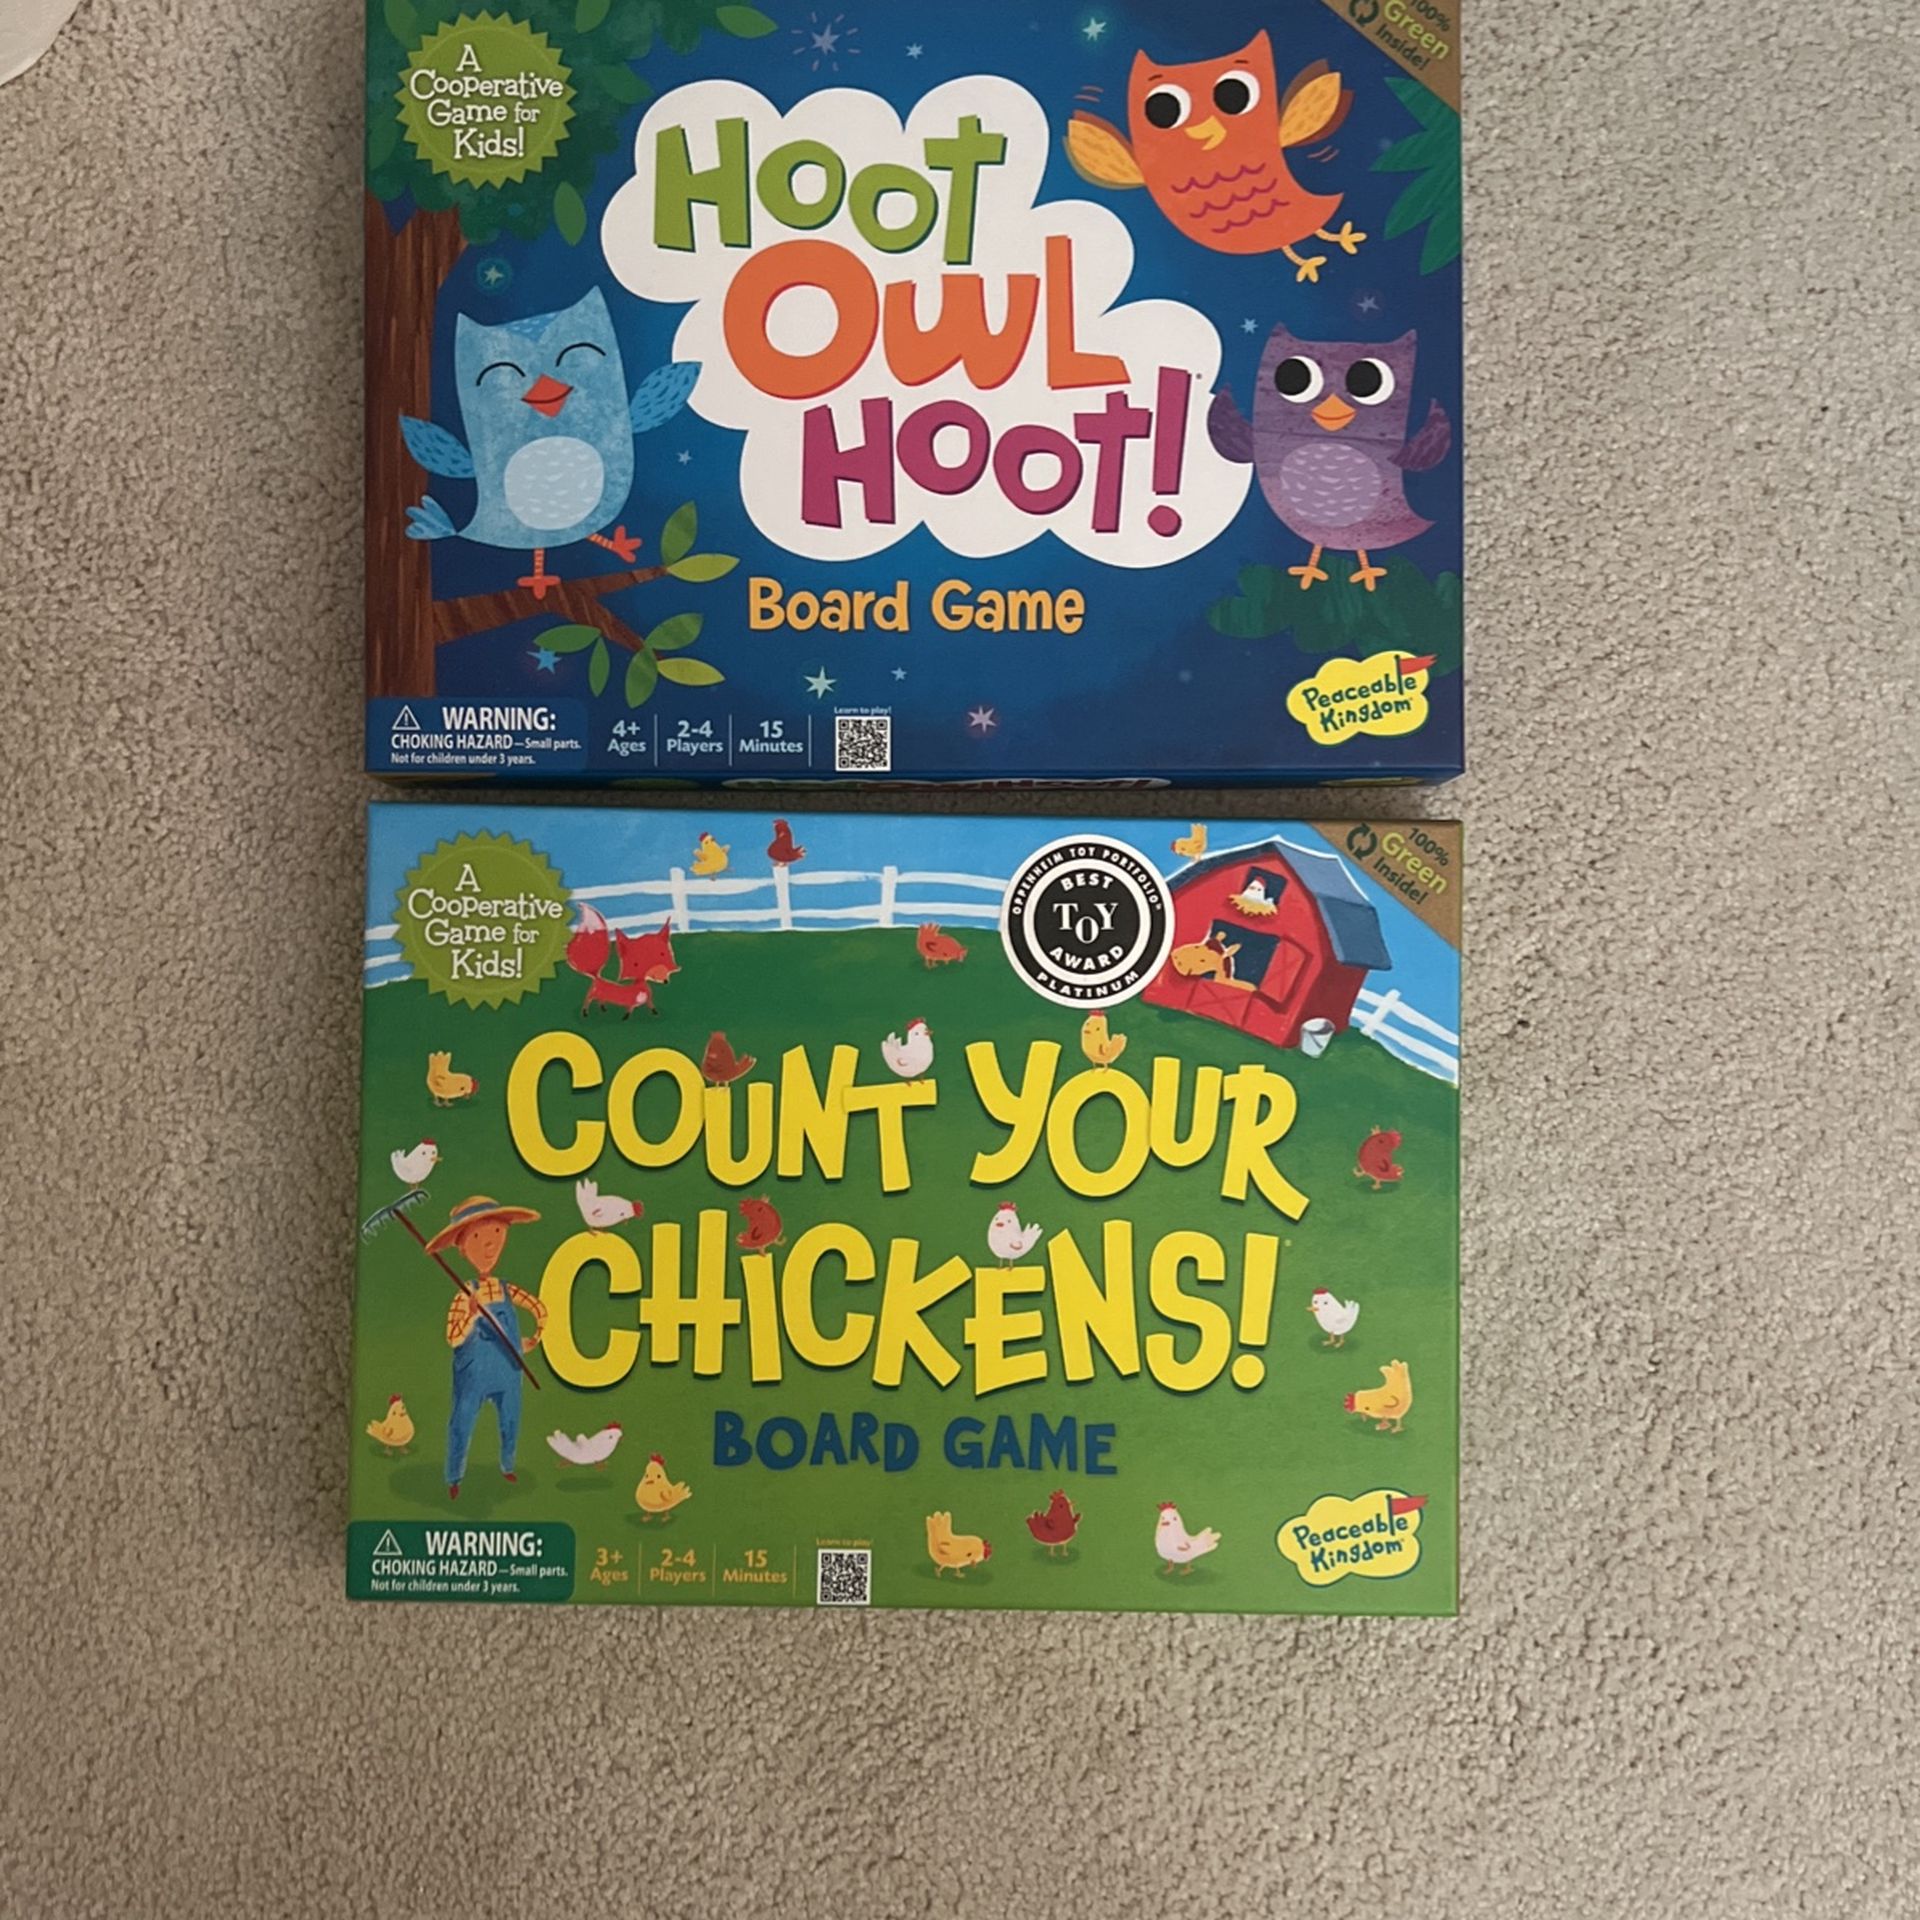 A
Cooperative
Game for
Kids!
100%
Green
Inside!
HOOT
OWL
HOOT!
Board Game
Peaceable
Kingdom
WARNING:
CHOKING HAZARD—Small parts.
Not for children under 3 years.
4+
Ages
2-4
Players
15
Minutes
Learn to play!
A
Cooperative
Game for
Kids!
OPPENHEIM TOY PORTFOLIO™
BEST
TOY
AWARD
PLATINUM
100%
Green
Inside!
COUNT YOUR
CHICKENS!
BOARD GAME
Peaceable
Kingdom
WARNING:
CHOKING HAZARD—Small parts.
Not for children under 3 years.
3+
Ages
2-4
Players
15
Minutes
Learn to play!